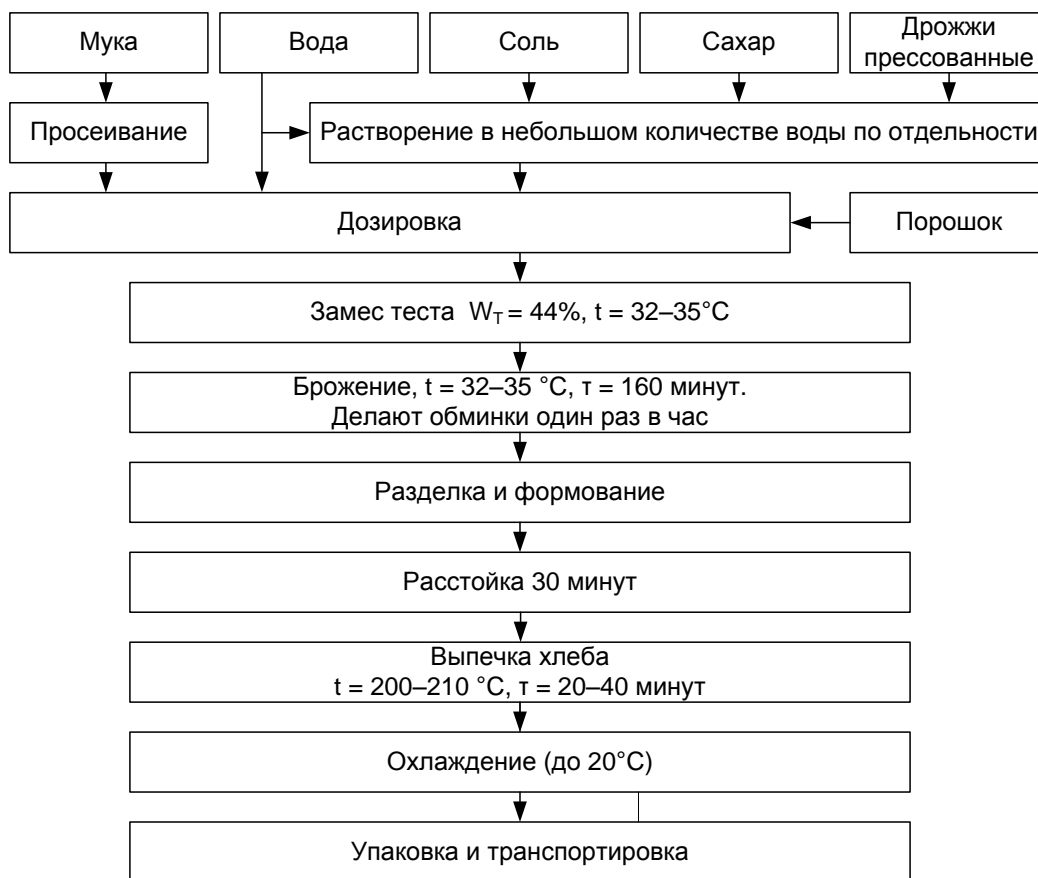 Мука
Вода
Соль
Сахар
Дрожжи
прессованные
Просеивание
Растворение в небольшом количестве воды по отдельности
Дозировка
Порошок
Замес теста  W_T = 44%, t = 32–35°C
Брожение, t = 32–35 °C, τ = 160 минут.
Делают обминки один раз в час
Разделка и формование
Расстойка 30 минут
Выпечка хлеба
t = 200–210 °C, τ = 20–40 минут
Охлаждение (до 20°C)
Упаковка и транспортировка